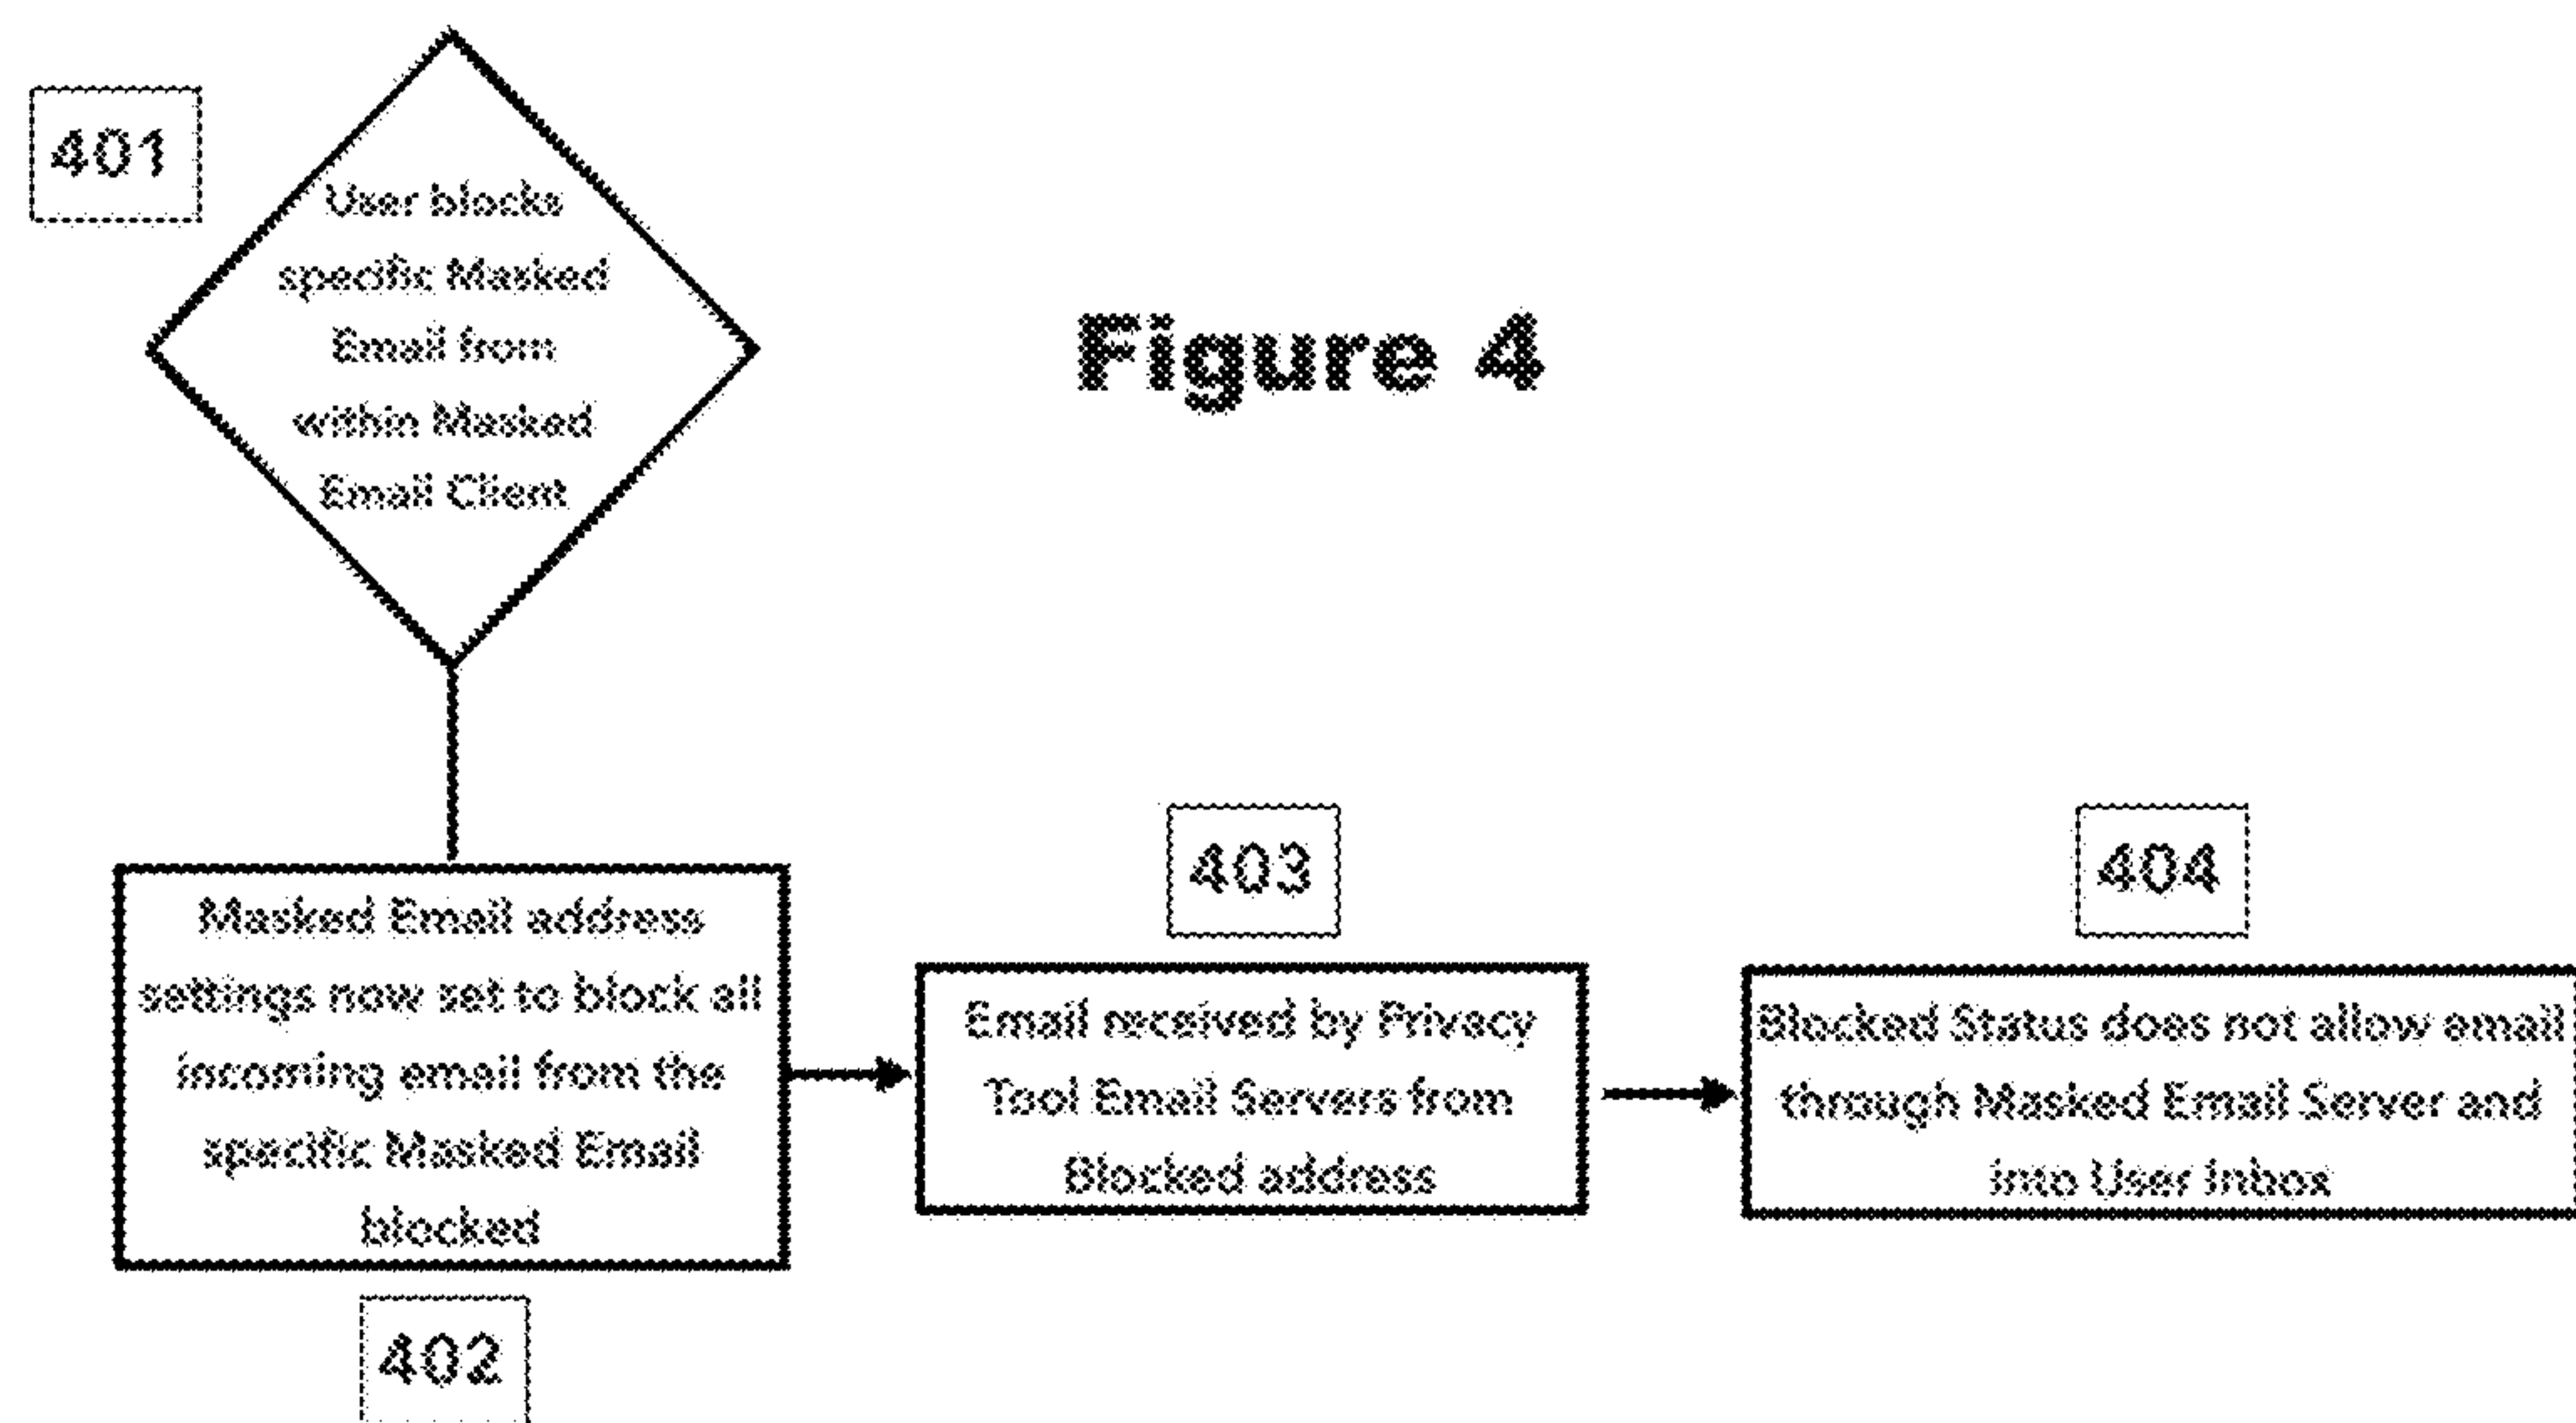 401
User blocks
specific Masked
Email from
within Masked
Email Client
Figure 4
Masked Email address
settings now set to block all
incoming email from the
specific Masked Email
blocked
402
403
Email received by Privacy
Tool Email Servers from
Blocked address
404
Blocked Status does not allow email
through Masked Email Server and
into User Inbox